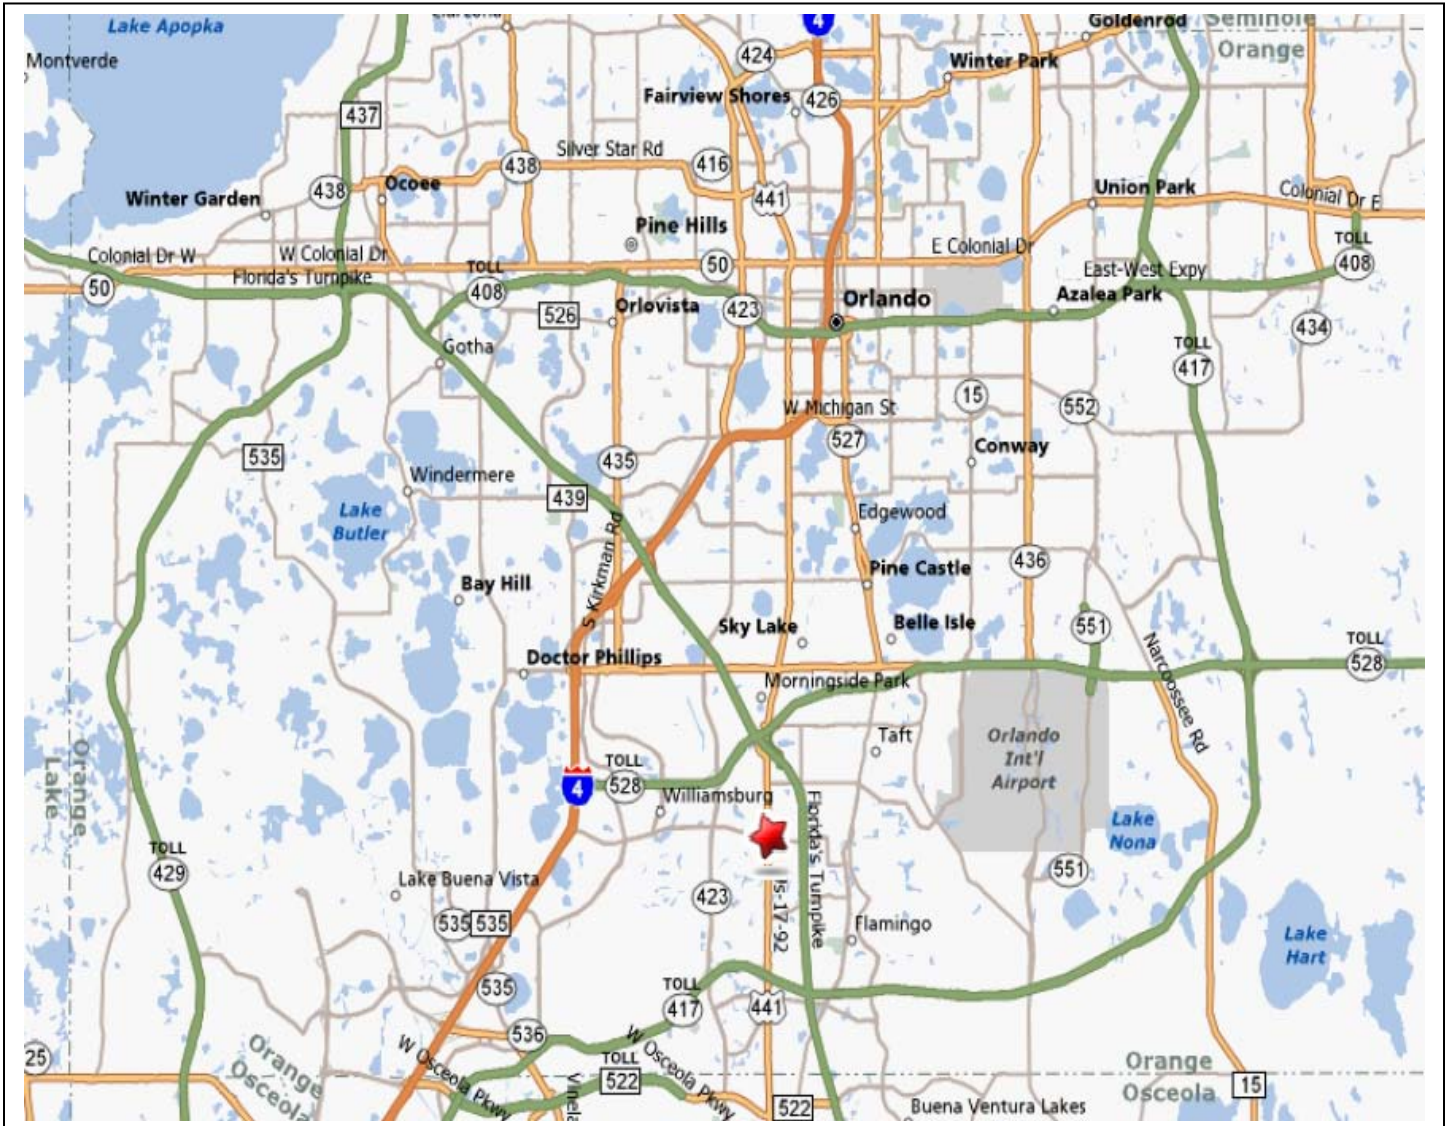 Lake Apopka
4
Goldenrod
Seminole
Orange
Montverde
424
Winter Park
Fairview Shores
426
437
Silver Star Rd
438
416
438
Ocoee
Winter Garden
441
Union Park
Colonial Dr E
Pine Hills
Colonial Dr W
W Colonial Dr
E Colonial Dr
50
TOLL
408
Florida's Turnpike
TOLL
408
East-West Expy
50
Orlando
Azalea Park
526
Orlovista
423
434
Gotha
TOLL
417
15
552
W Michigan St
527
Conway
535
435
Windermere
439
Lake
Butler
Edgewood
S Kirkman Rd
436
Pine Castle
Bay Hill
Sky Lake
Belle Isle
551
Narcoossee Rd
TOLL
528
Doctor Phillips
Morningside Park
Taft
Orlando
Int'l
Airport
Orange
Lake
TOLL
528
4
Williamsburg
Florida's Turnpike
Lake
Nona
TOLL
429
Lake Buena Vista
551
423
Us-17-92
535
535
Flamingo
Lake
Hart
535
TOLL
417
441
536
W Osceola Pkwy
W Osceola Pkwy
25
Orange
Osceola
TOLL
522
Orange
Osceola
15
522
Buena Ventura Lakes